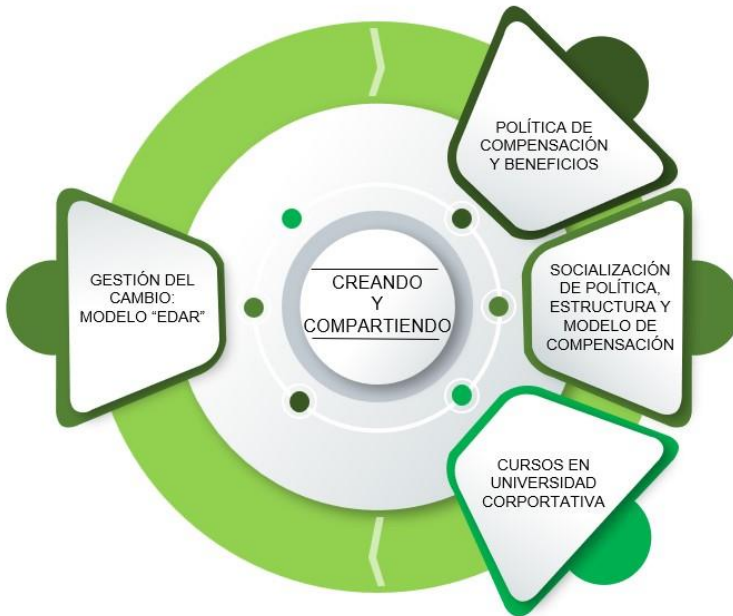 POLÍTICA DE
COMPENSACIÓN
Y BENEFICIOS
GESTIÓN DEL
CAMBIO:
MODELO “EDAR”
CREANDO
Y
COMPARTIENDO
SOCIALIZACIÓN
DE POLÍTICA,
ESTRUCTURA Y
MODELO DE
COMPENSACIÓN
CURSOS EN
UNIVERSIDAD
CORPORTATIVA